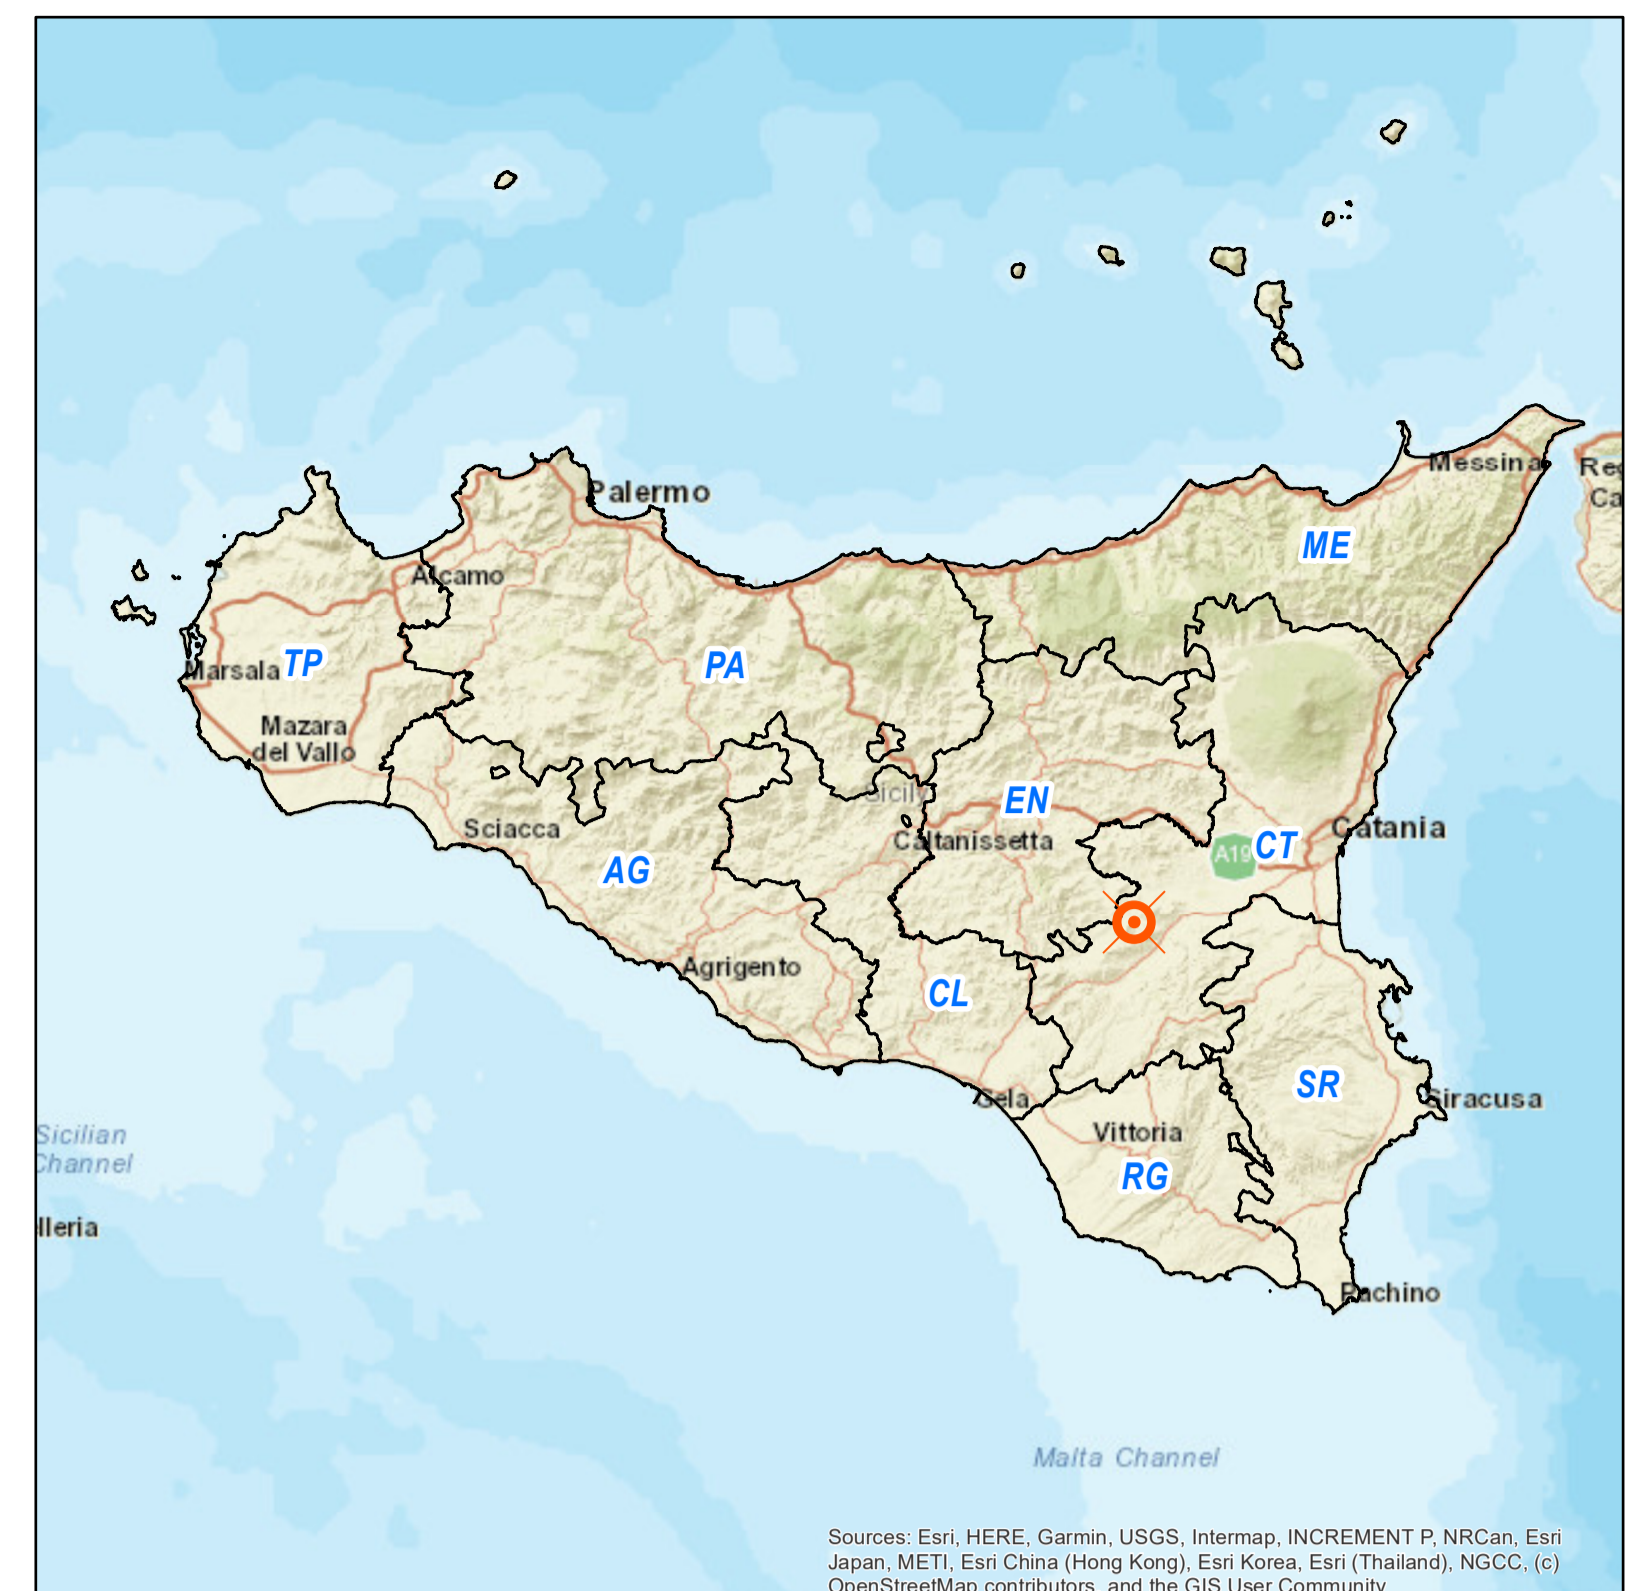 Palermo
Messina
Reg
Ca
ME
Alcamo
TP
PA
Marsala
Mazara
del Vallo
Sicily
EN
Sciacca
Caltanissetta
A19
CT
Catania
AG
Agrigento
CL
Gela
SR
Siracusa
Vittoria
RG
Sicilian
Channel
lleria
Pachino
Malta Channel
Sources: Esri, HERE, Garmin, USGS, Intermap, INCREMENT P, NRCan, Esri
Japan, METI, Esri China (Hong Kong), Esri Korea, Esri (Thailand), NGCC, (c)
OpenStreetMap contributors, and the GIS User Community